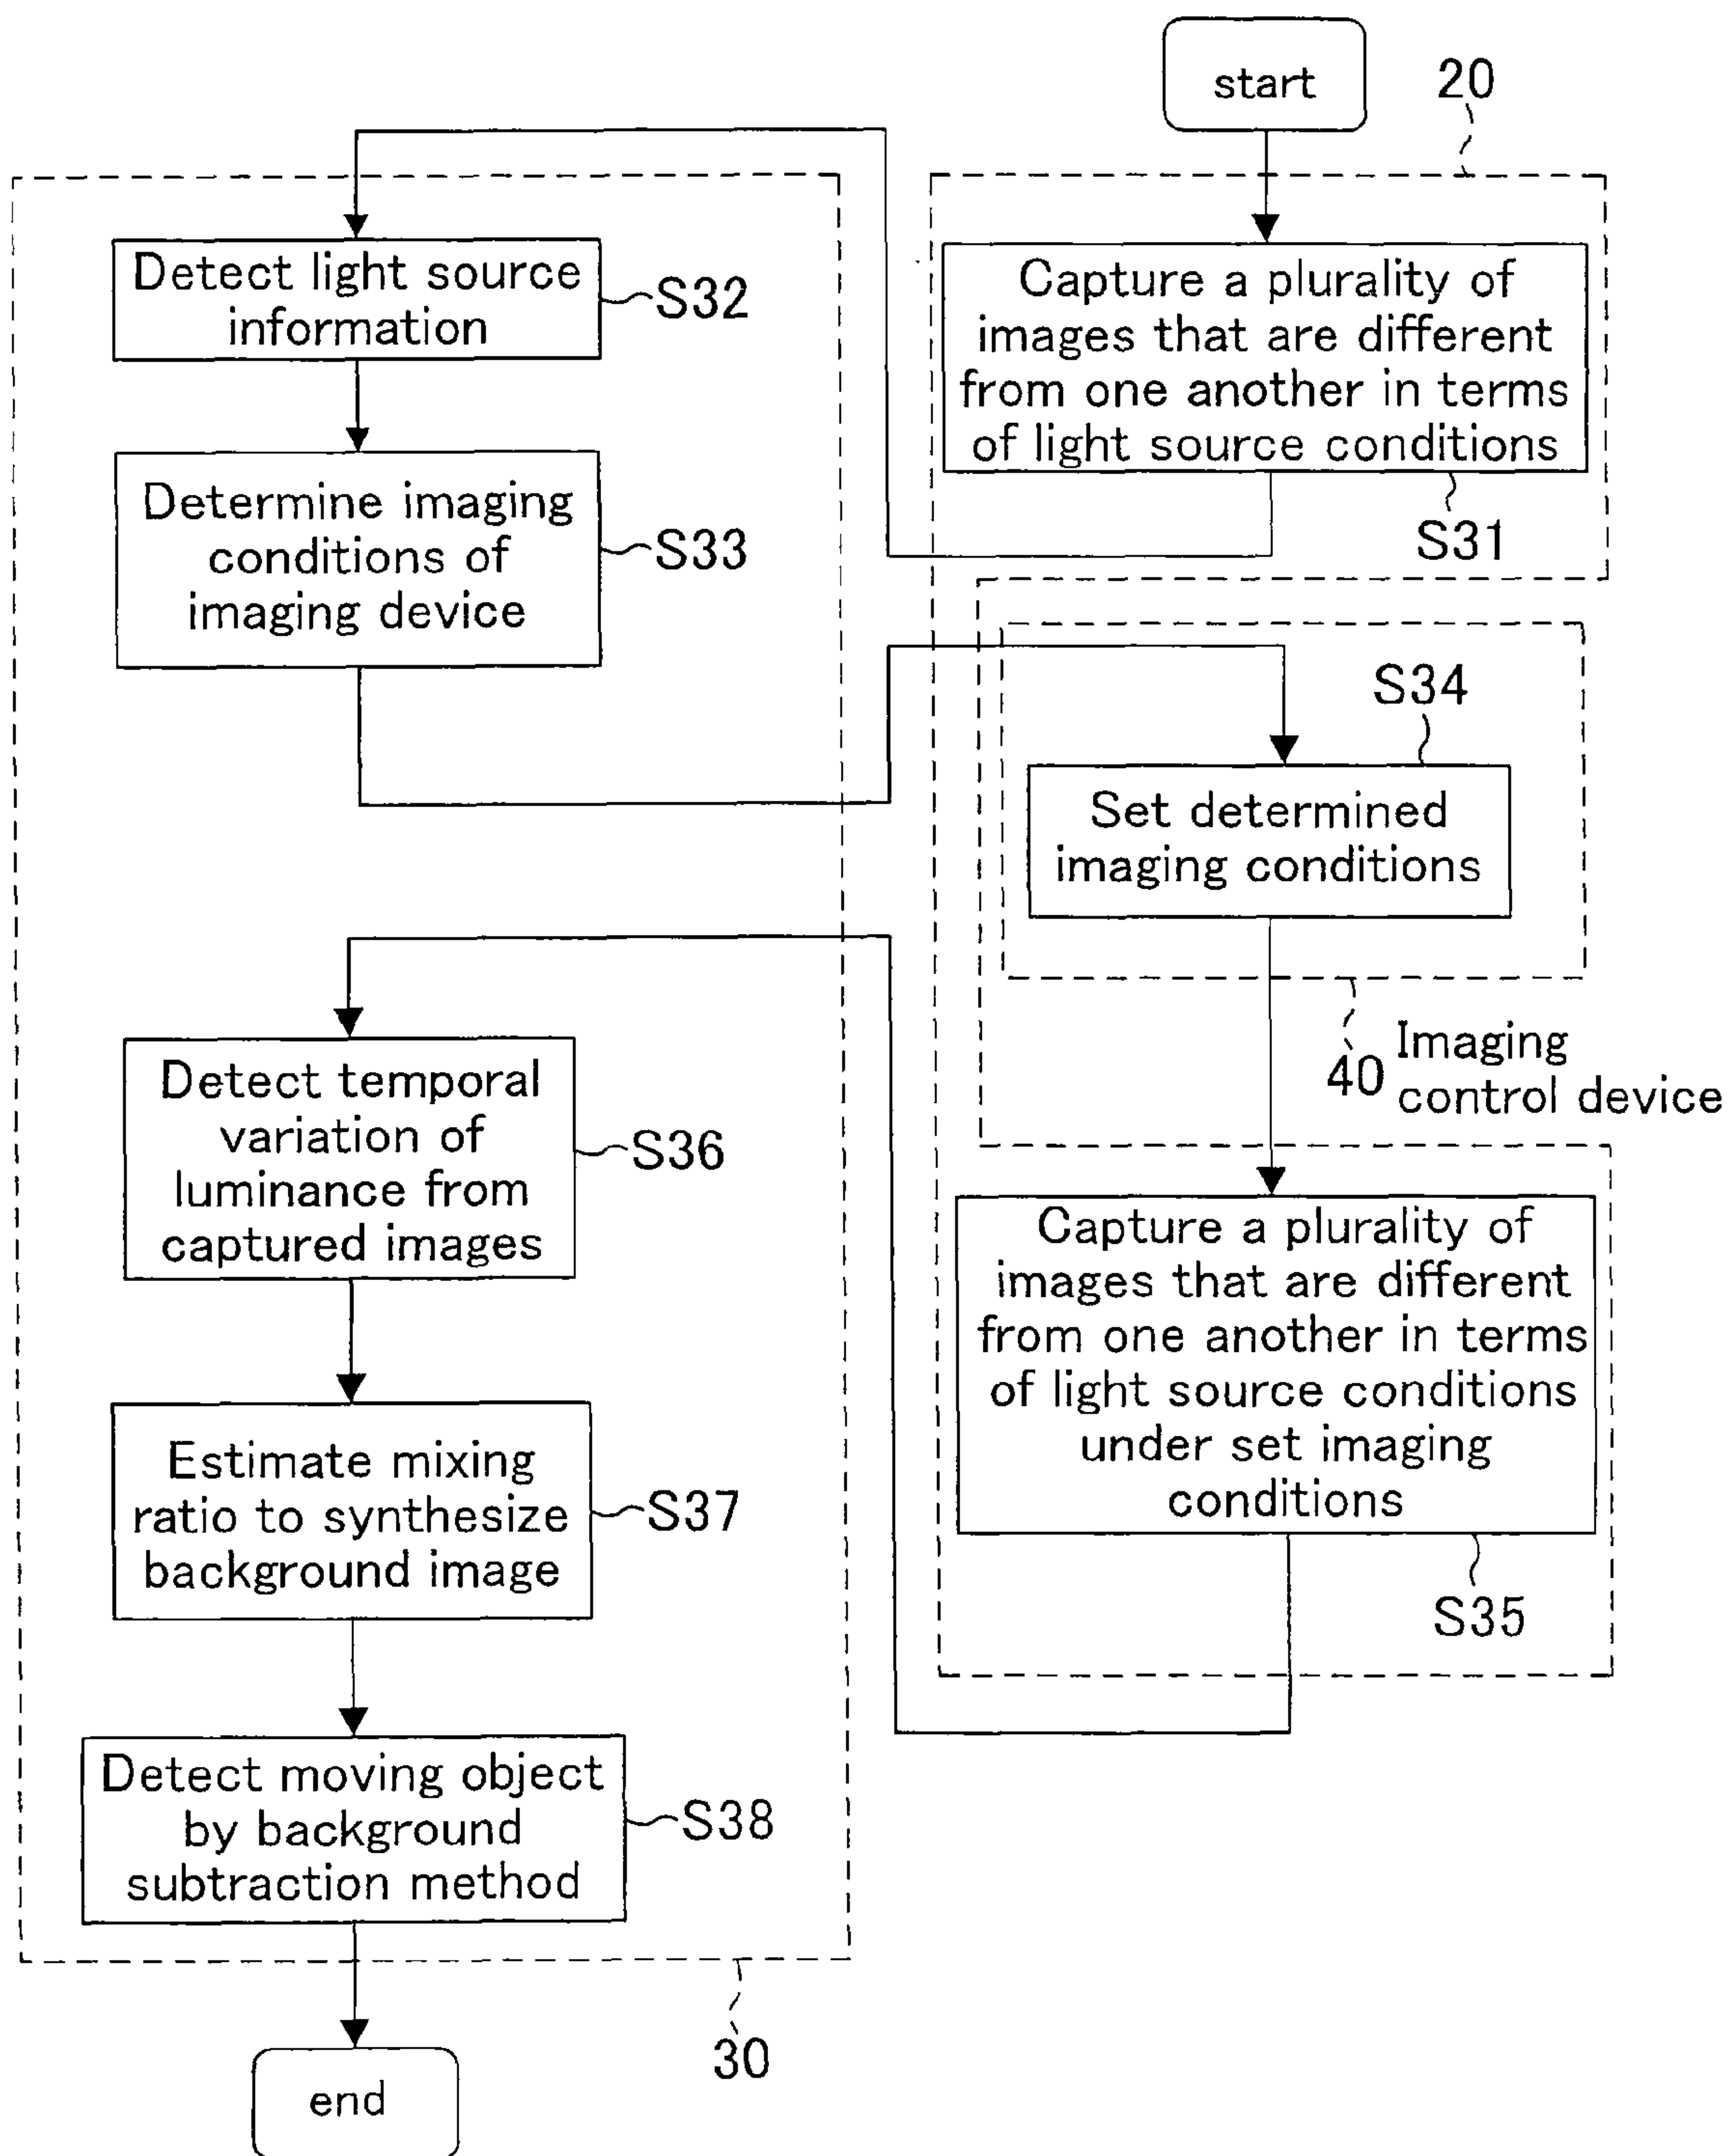 start
20
Capture a plurality of
images that are different
from one another in terms
of light source conditions
S31
Detect light source
information
S32
Determine imaging
conditions of
imaging device
S33
S34
Set determined
imaging conditions
40 Imaging
control device
Capture a plurality of
images that are different
from one another in terms
of light source conditions
under set imaging
conditions
S35
Detect temporal
variation of
luminance from
captured images
S36
Estimate mixing
ratio to synthesize
background image
S37
Detect moving object
by background
subtraction method
S38
30
end